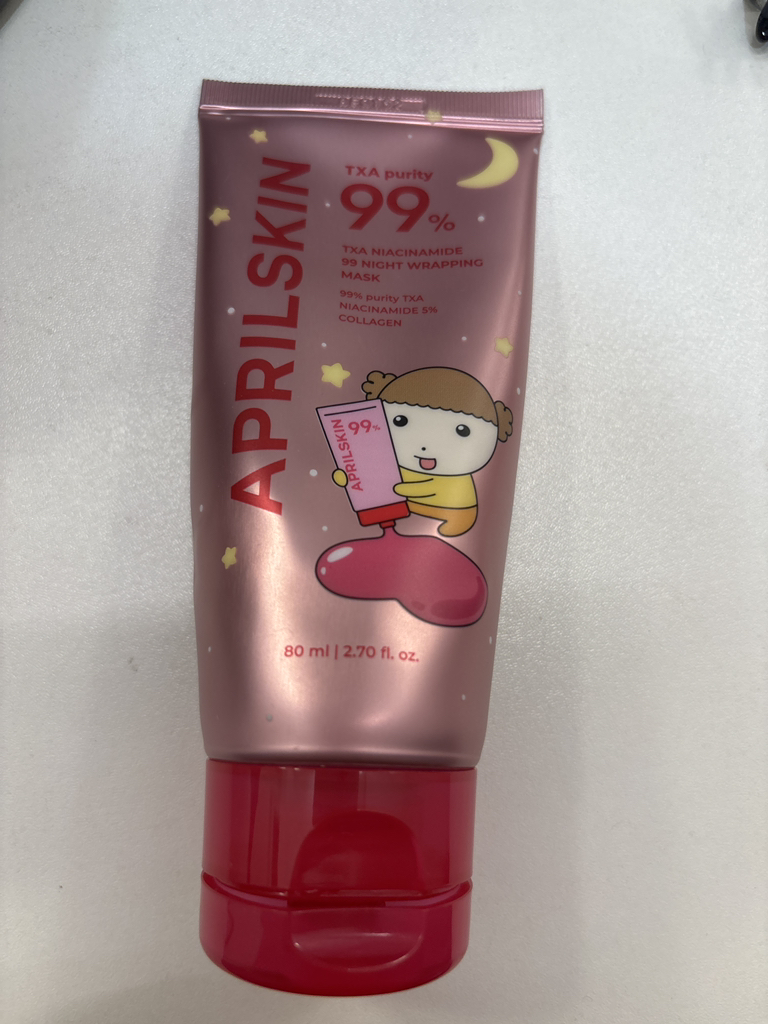 APRILSKIN
TXA purity
99%
TXA NIACINAMIDE
99 NIGHT WRAPPING
MASK
99% purity TXA
NIACINAMIDE 5%
COLLAGEN
APRILSKIN
99%
80 ml | 2.70 fl. oz.